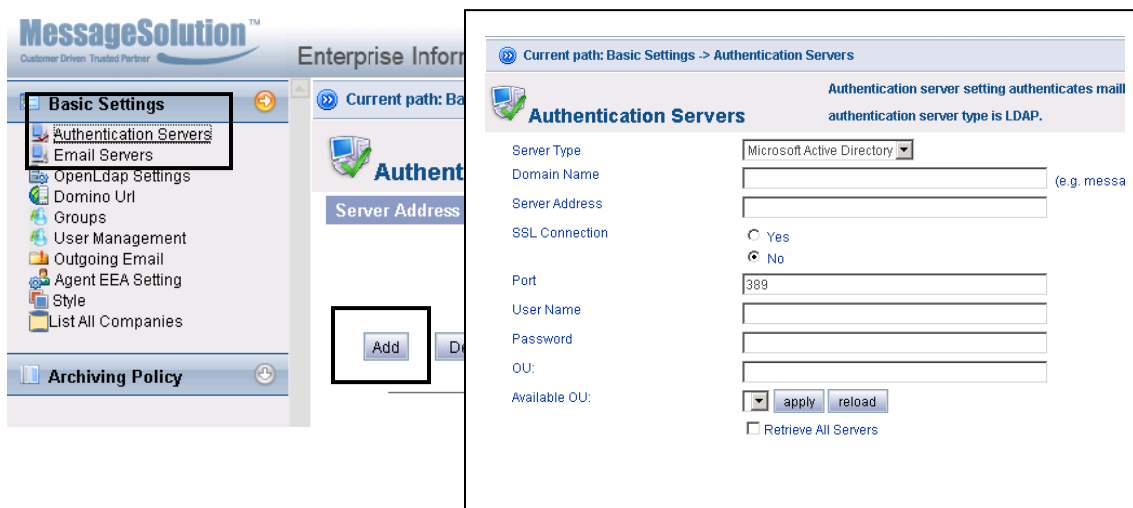 MessageSolution™
Customer Driven Trusted Partner
Enterprise Infor
Basic Settings
Authentication Servers
Email Servers
OpenLdap Settings
Domino Url
Groups
User Management
Outgoing Email
Agent EEA Setting
Style
List All Companies
Archiving Policy
Current path: Ba
Authent
Server Address
Add
De
Current path: Basic Settings -> Authentication Servers
Authentication Servers
Authentication server setting authenticates mail
authentication server type is LDAP.
Server Type
Microsoft Active Directory
Domain Name
(e.g. messa
Server Address
SSL Connection
Yes
No
Port
389
User Name
Password
OU:
Available OU:
apply
reload
Retrieve All Servers